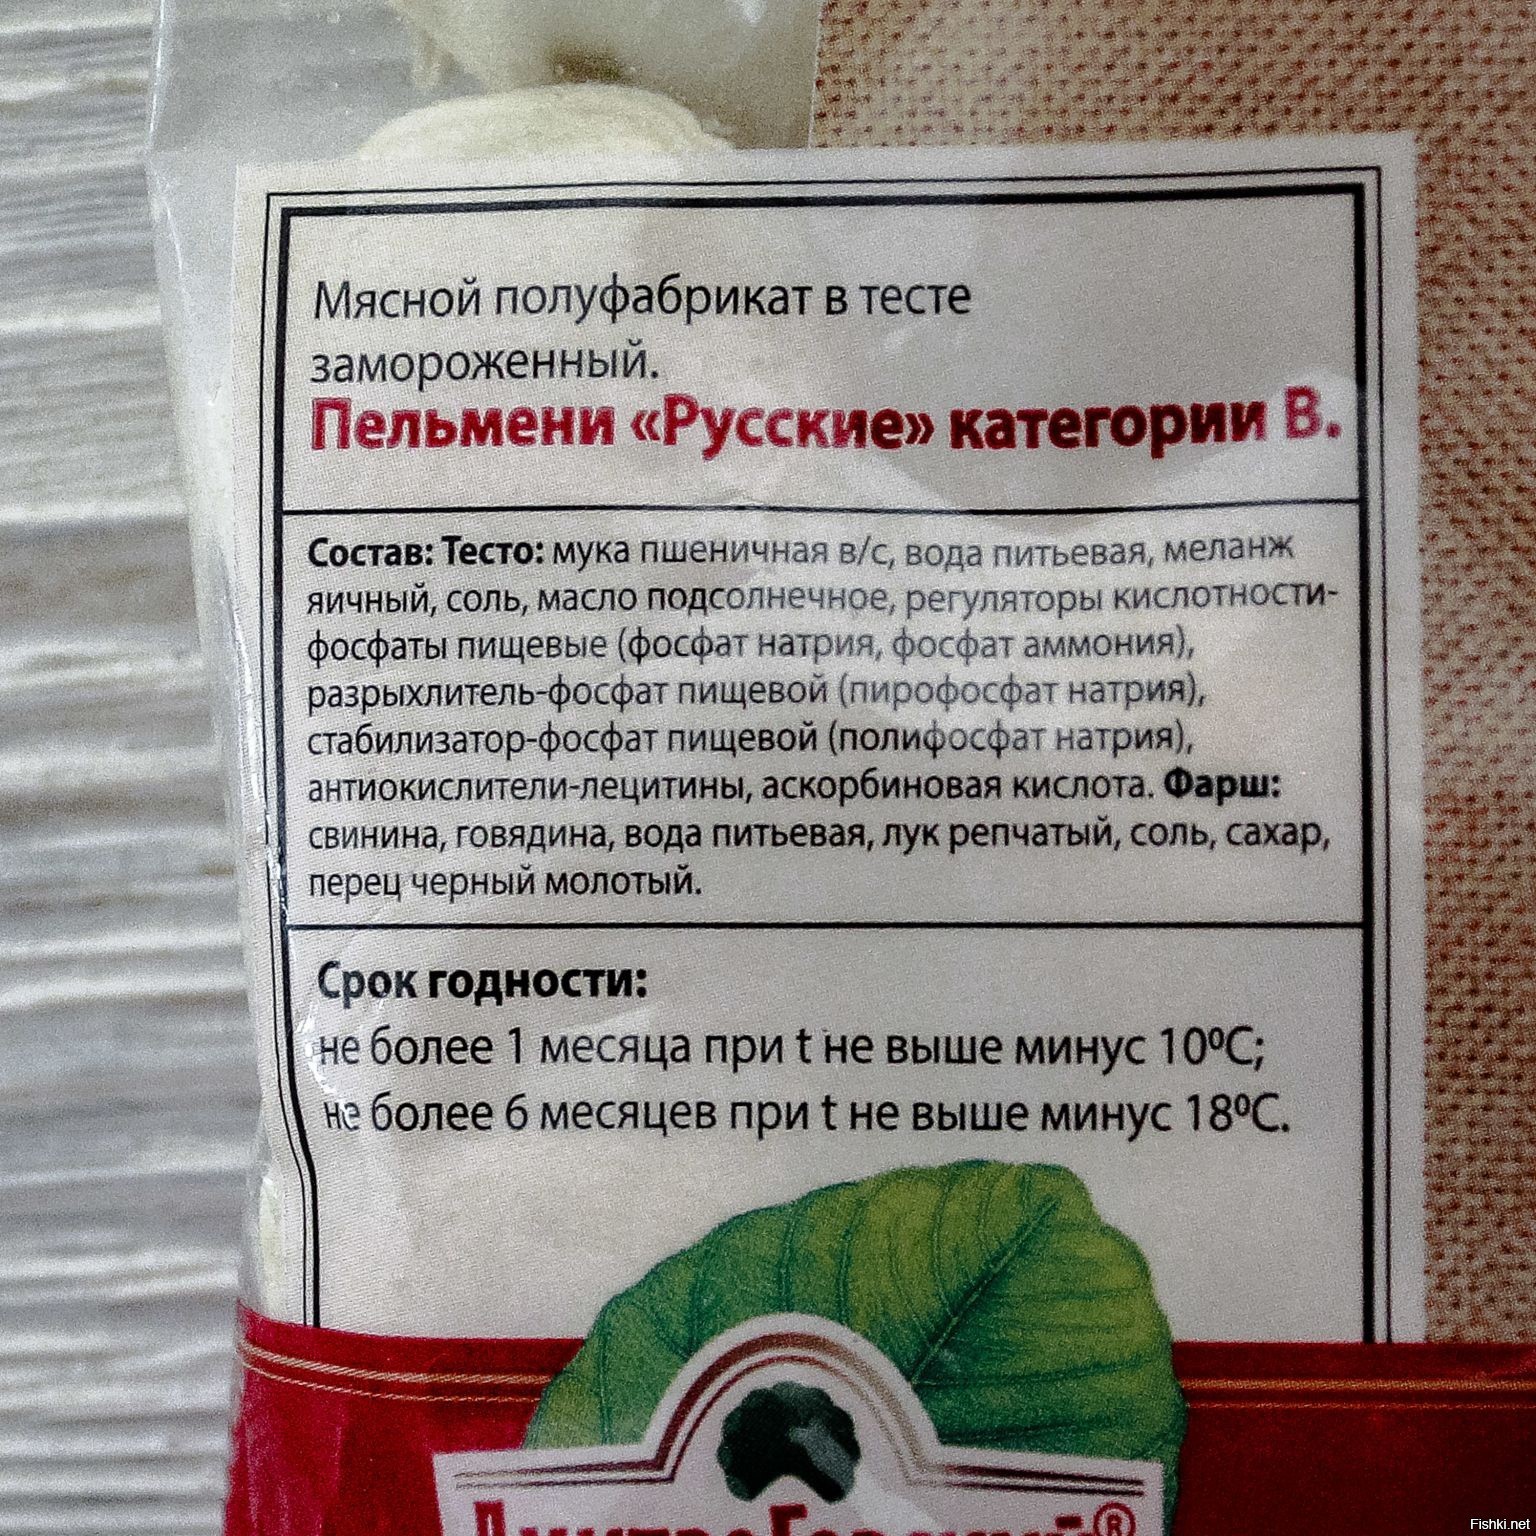 Мясной полуфабрикат в тесте
замороженный.
Пельмени «Русские» категории В.
Состав: Тесто: мука пшеничная в/с, вода питьевая, меланж
яичный, соль, масло подсолнечное, регуляторы кислотности-
фосфаты пищевые (фосфат натрия, фосфат аммония),
разрыхлитель-фосфат пищевой (пирофосфат натрия),
стабилизатор-фосфат пищевой (полифосфат натрия),
антиокислители-лецитины, аскорбиновая кислота. Фарш:
свинина, говядина, вода питьевая, лук репчатый, соль, сахар,
перец черный молотый.
Срок годности:
не более 1 месяца при t не выше минус 10ºС;
не более 6 месяцев при t не выше минус 18ºС.
Fishki.net